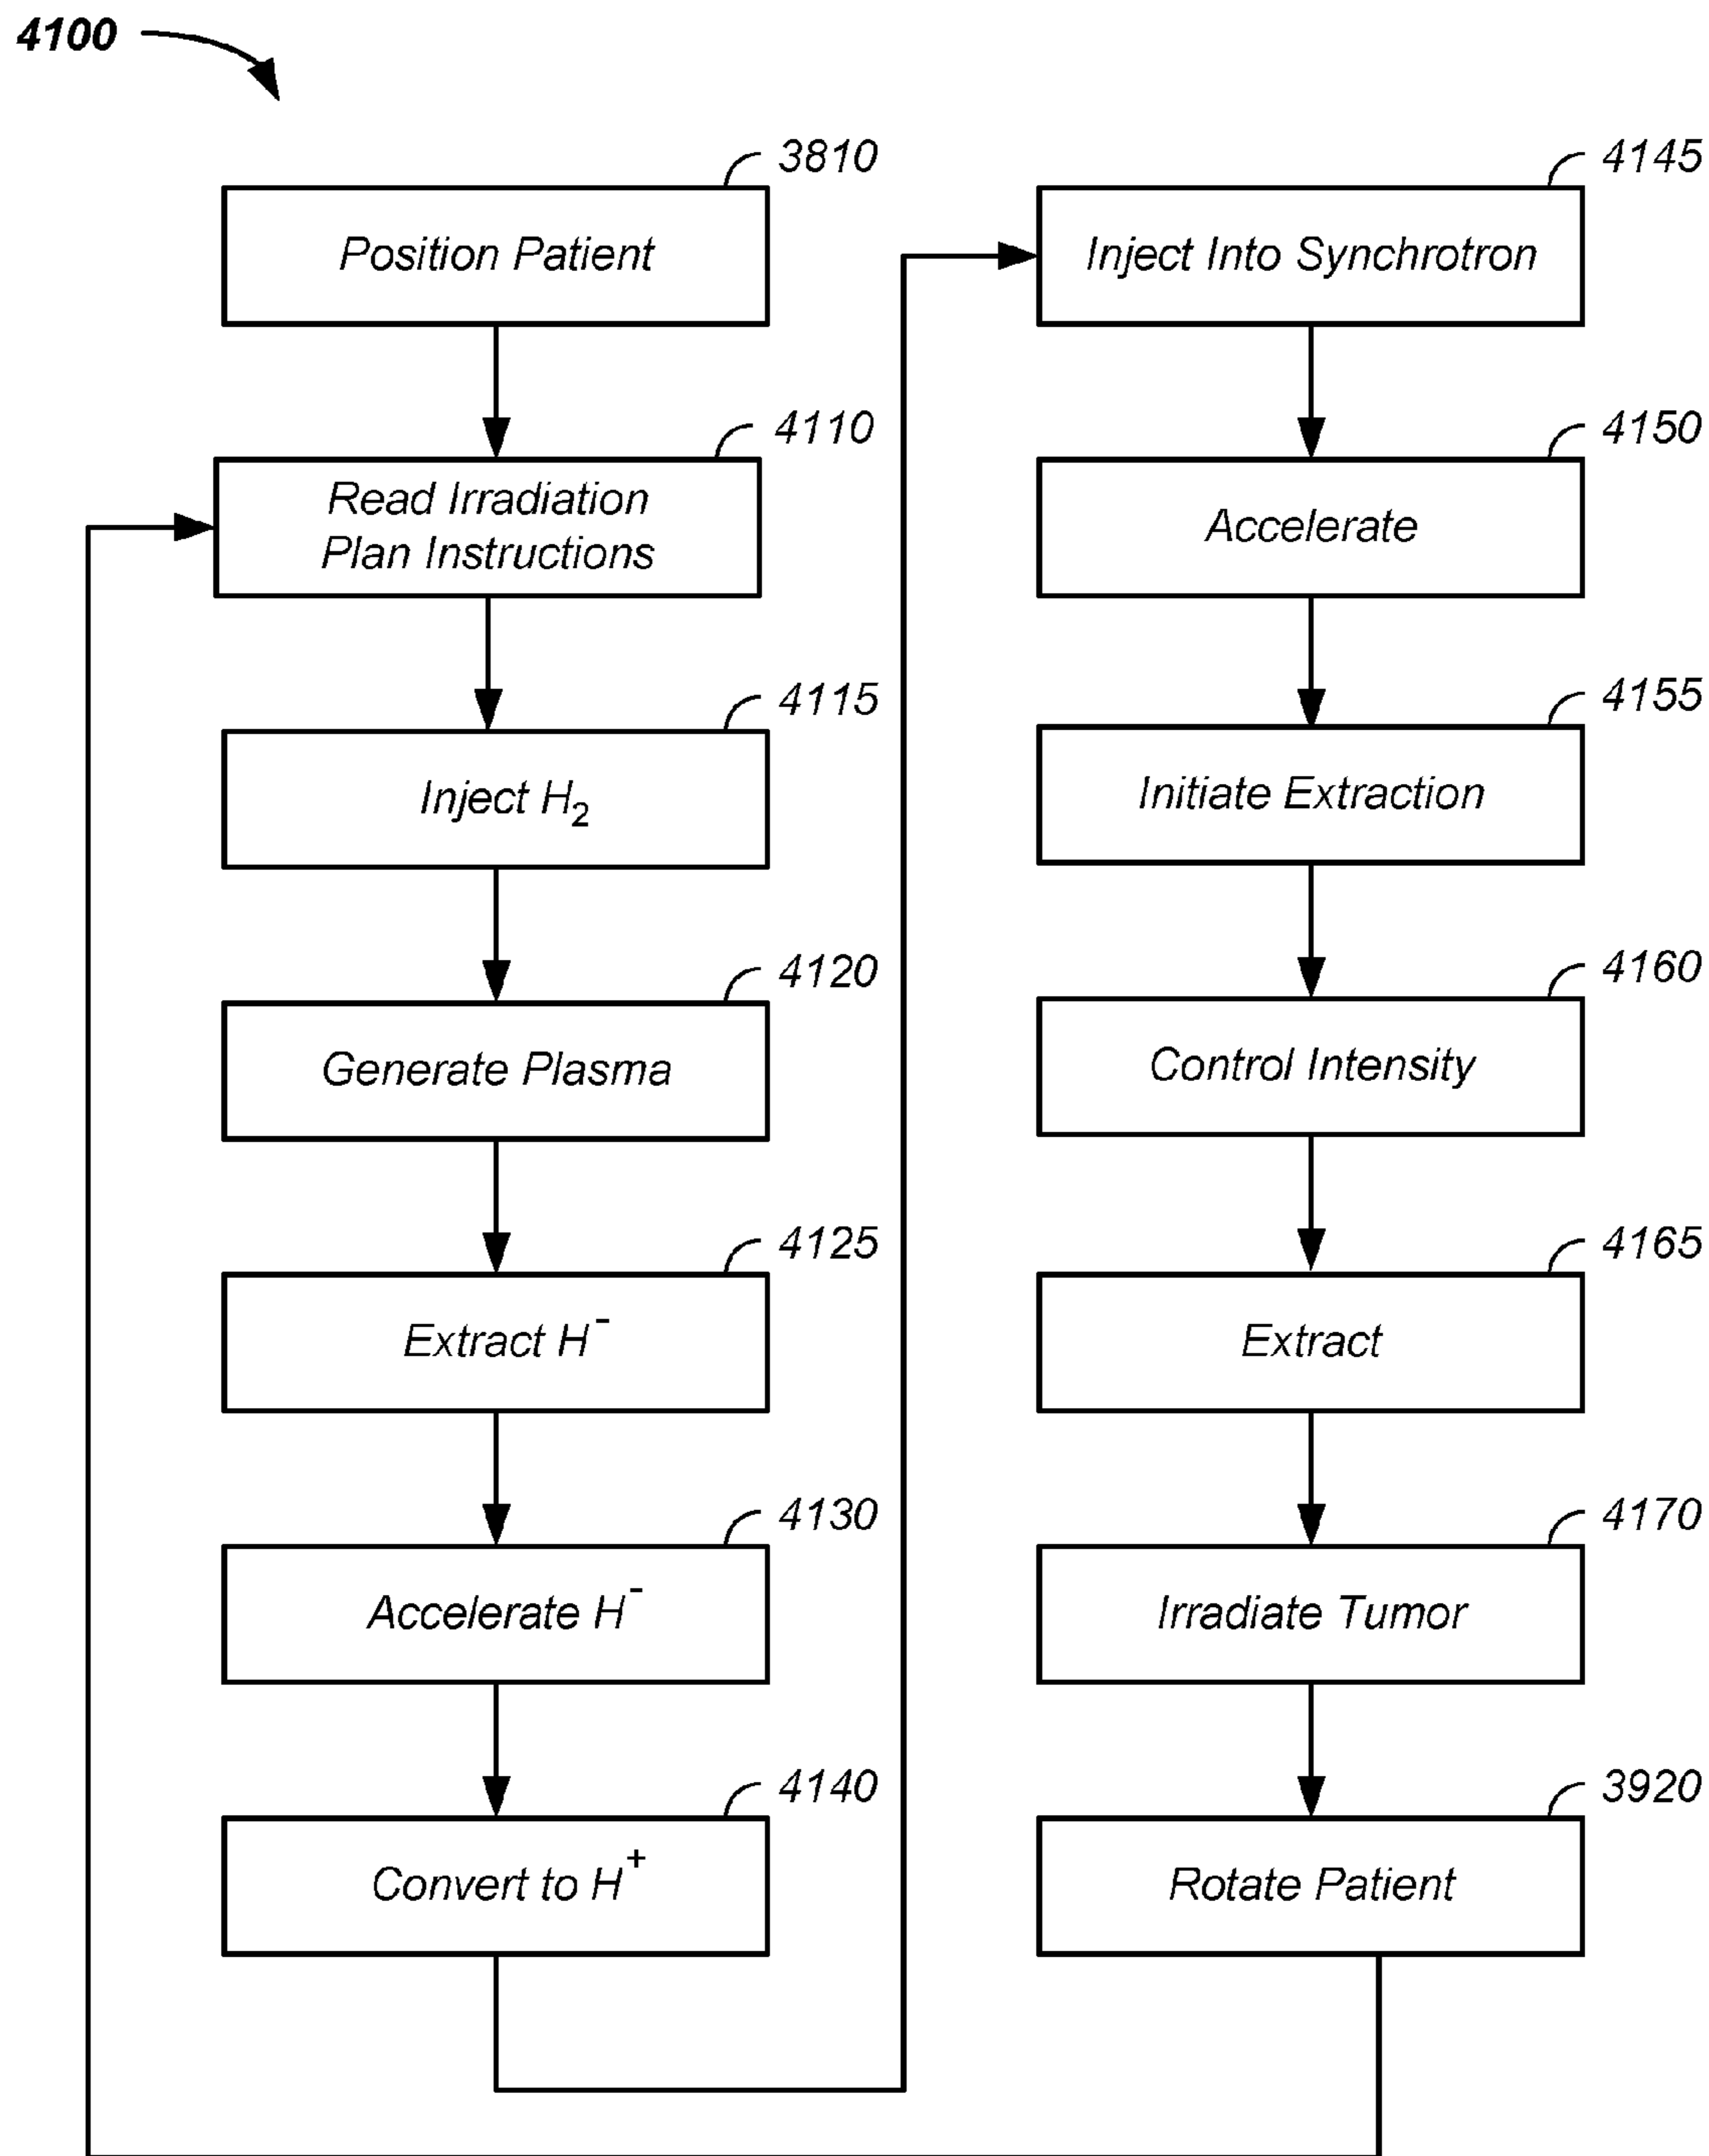 4100
3810
Position Patient
4110
Read Irradiation
Plan Instructions
4115
Inject H₂
4120
Generate Plasma
4125
Extract H⁻
4130
Accelerate H⁻
4140
Convert to H⁺
4145
Inject Into Synchrotron
4150
Accelerate
4155
Initiate Extraction
4160
Control Intensity
4165
Extract
4170
Irradiate Tumor
3920
Rotate Patient